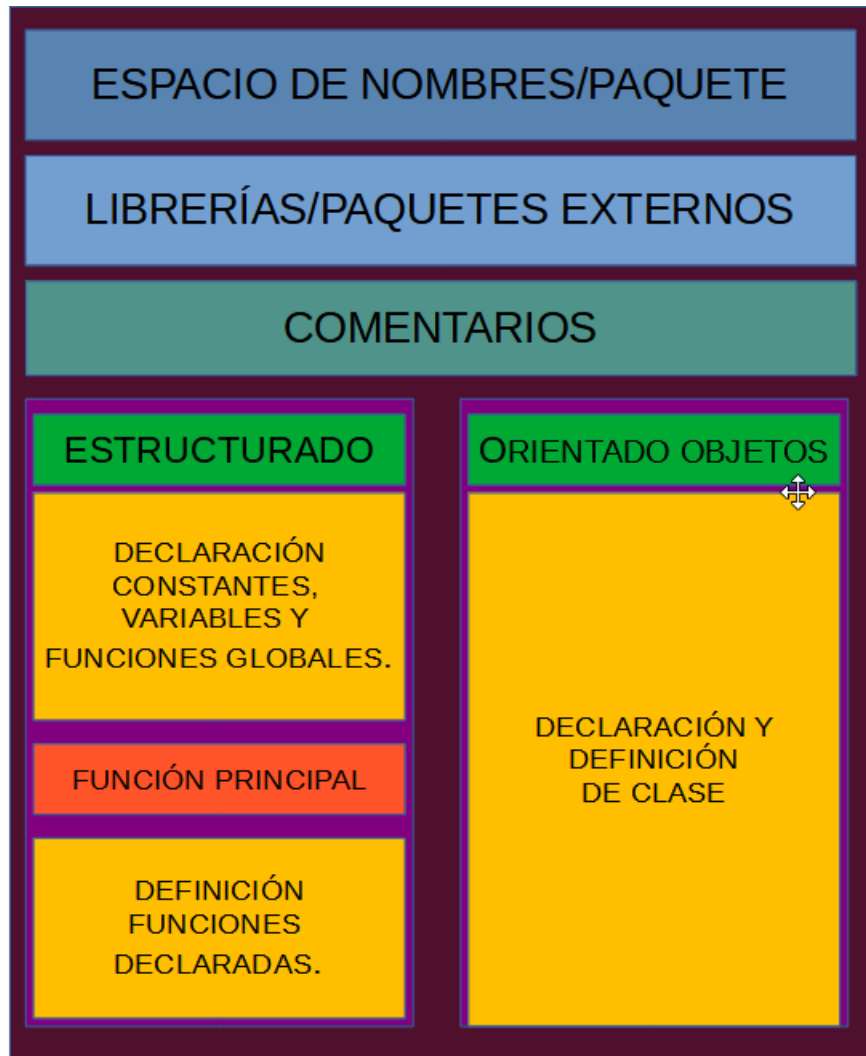 ESPACIO DE NOMBRES/PAQUETE
LIBRERÍAS/PAQUETES EXTERNOS
COMENTARIOS
ESTRUCTURADO
DECLARACIÓN
CONSTANTES,
VARIABLES Y
FUNCIONES GLOBALES.
FUNCIÓN PRINCIPAL
DEFINICIÓN
FUNCIONES
DECLARADAS.
ORIENTADO OBJETOS
DECLARACIÓN Y
DEFINICIÓN
DE CLASE